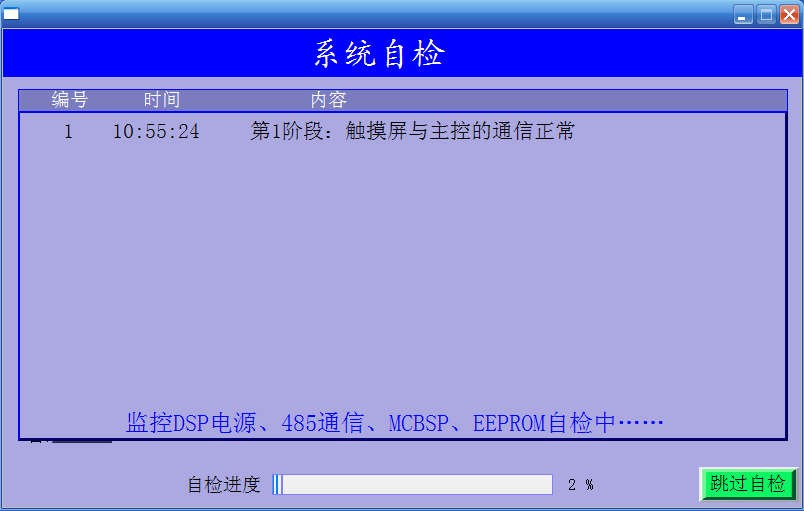 系统自检
编号 时间 内容
1 10:55:24 第1阶段：触摸屏与主控的通信正常
监控DSP电源、485通信、MCBSP、EEPROM自检中……
自检进度 2 % 跳过自检